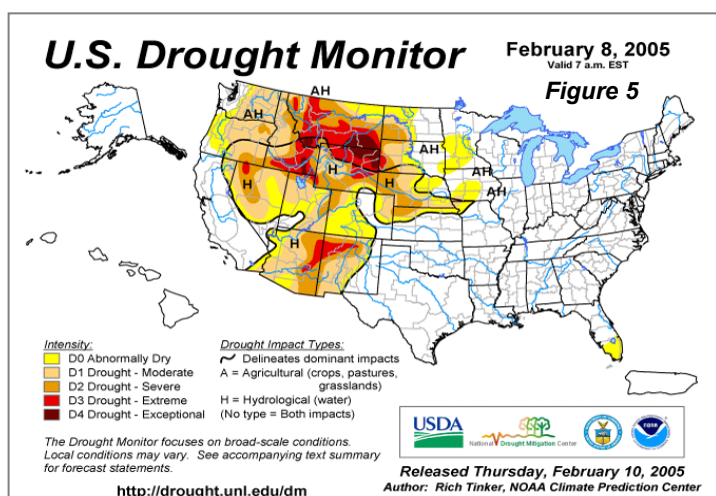 U.S. Drought Monitor
February 8, 2005
Valid 7 a.m. EST
Figure 5
AH
AH
AH
AH
AH
H
H
H
H
Intensity:
D0 Abnormally Dry
D1 Drought - Moderate
D2 Drought - Severe
D3 Drought - Extreme
D4 Drought - Exceptional
Drought Impact Types:
Delineates dominant impacts
A = Agricultural (crops, pastures,
grasslands)
H = Hydrological (water)
(No type = Both impacts)
The Drought Monitor focuses on broad-scale conditions.
Local conditions may vary. See accompanying text summary
for forecast statements.
http://drought.unl.edu/dm
USDA
National Drought Mitigation Center
NOAA
Released Thursday, February 10, 2005
Author: Rich Tinker, NOAA Climate Prediction Center